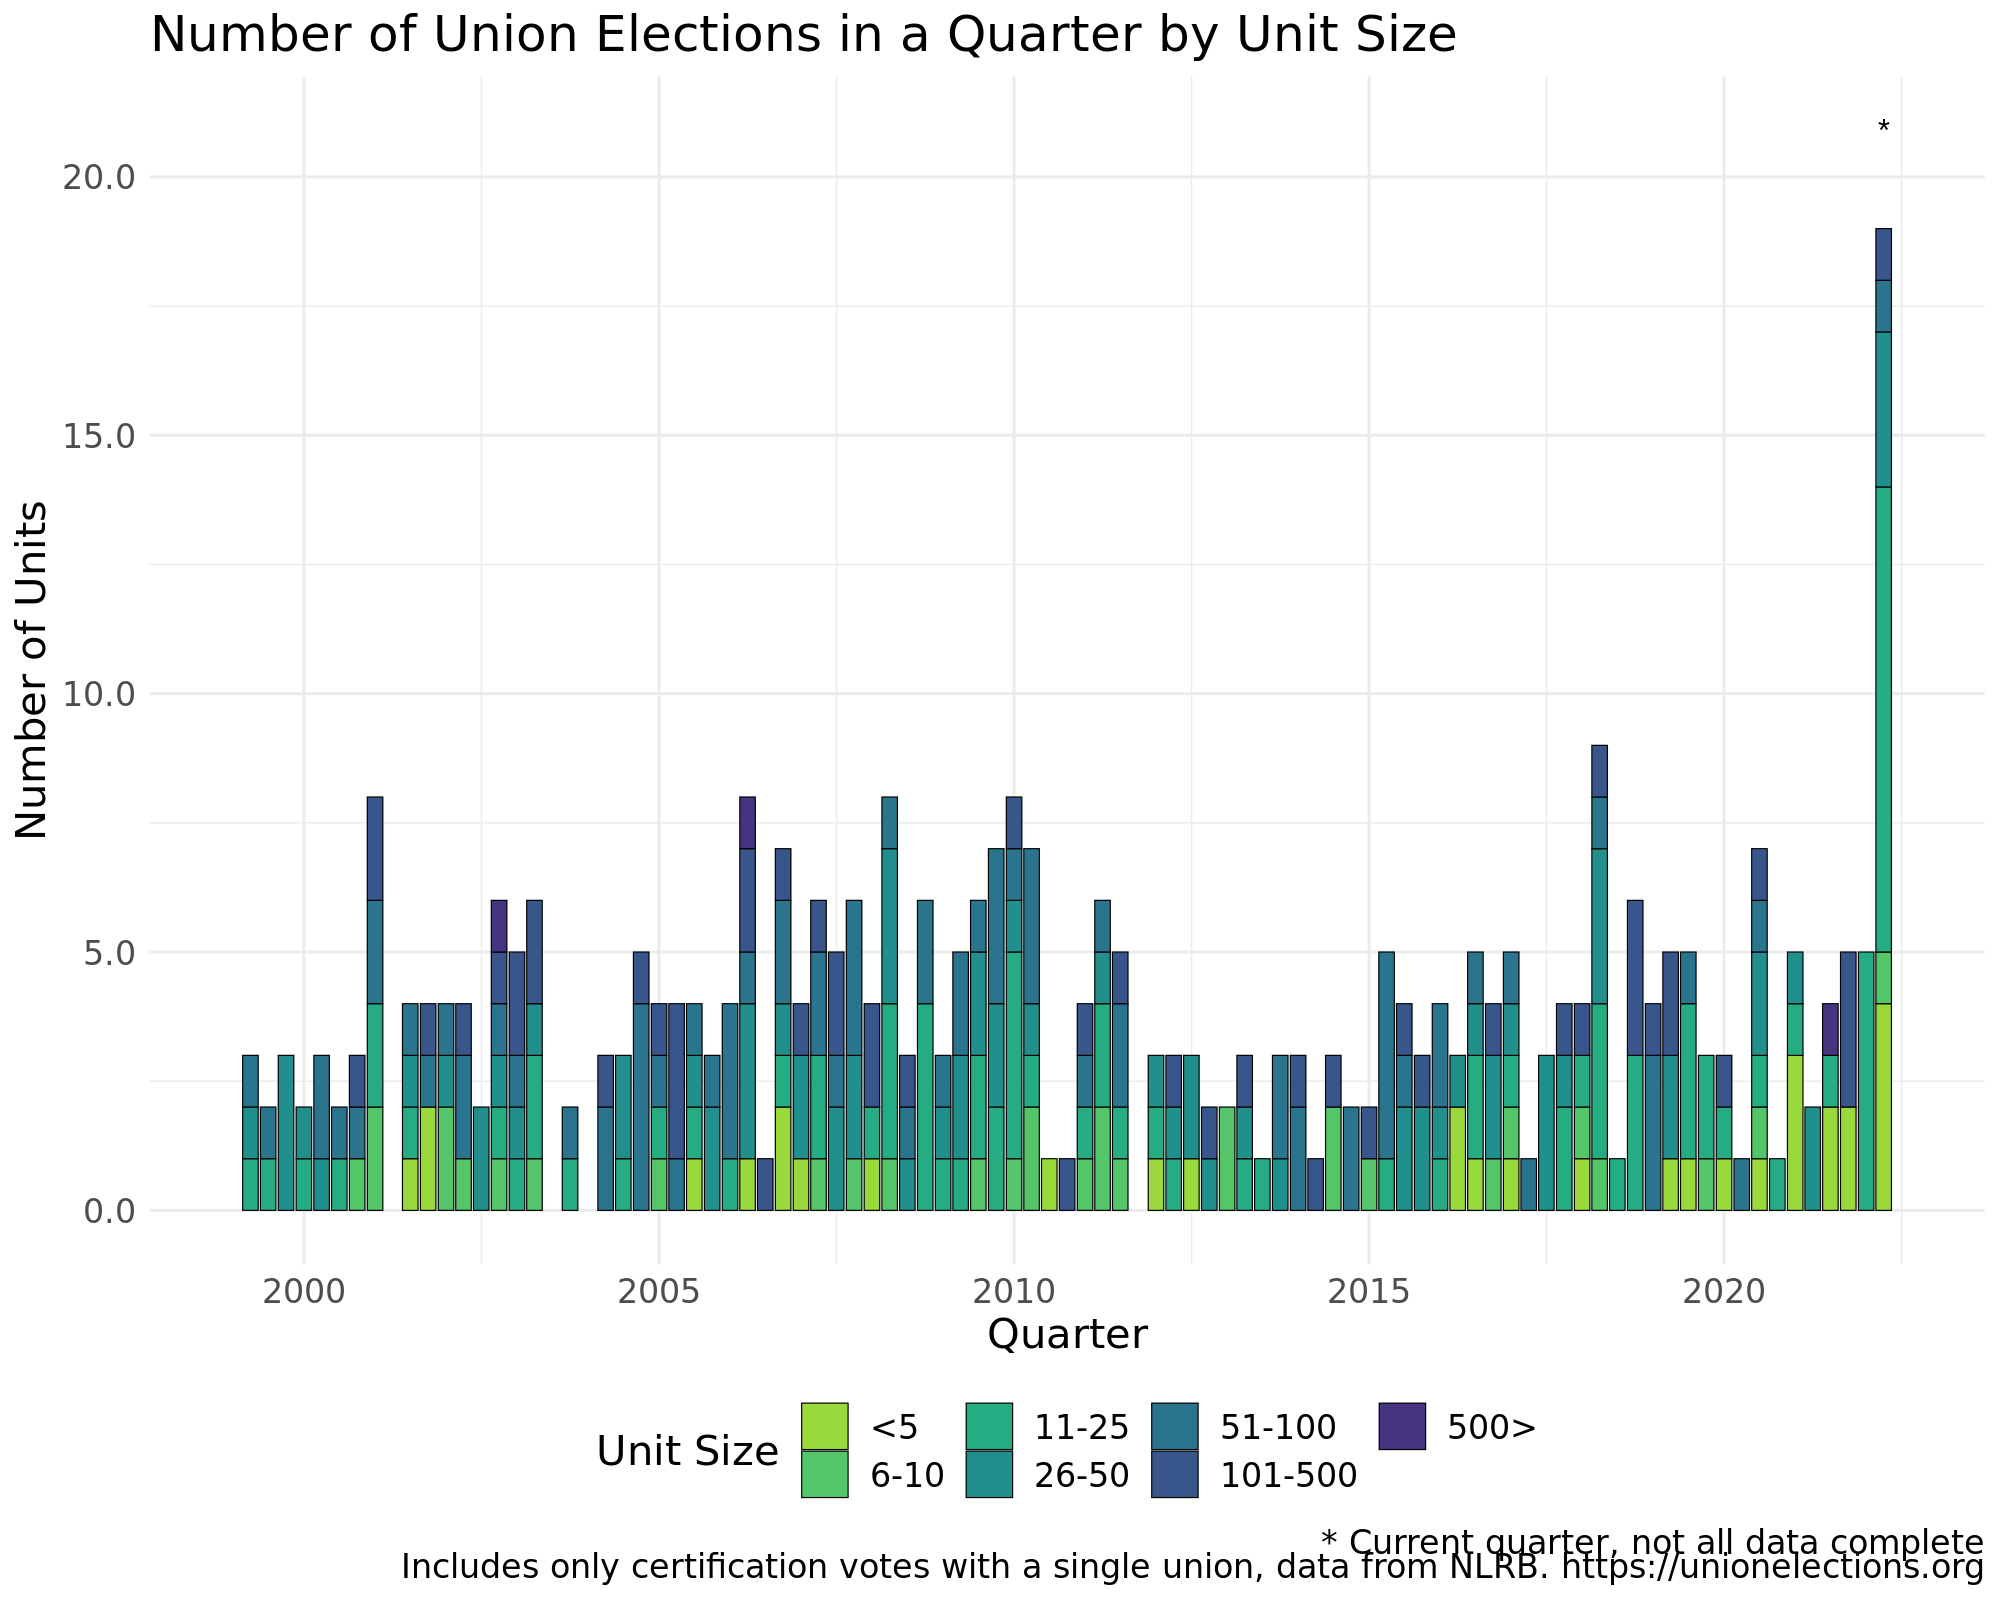 Number of Union Elections in a Quarter by Unit Size
*
20.0
15.0
10.0
5.0
0.0
Number of Units
2000 2005 2010 2015 2020
Quarter
Unit Size
<5 11-25 51-100 500>
6-10 26-50 101-500
* Current quarter, not all data complete
Includes only certification votes with a single union, data from NLRB. https://unionelections.org